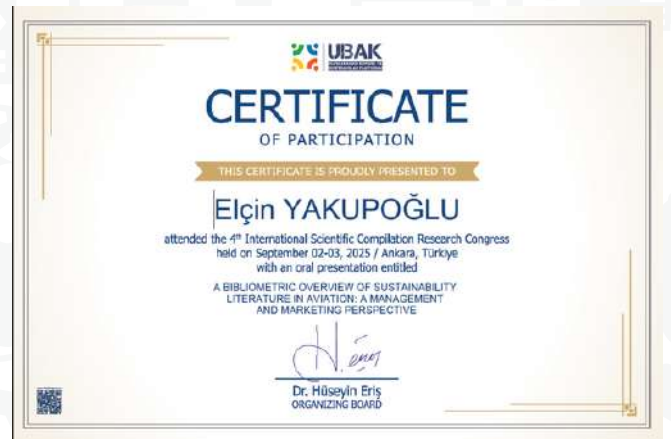 UBAK
CERTIFICATE
OF PARTICIPATION
THIS CERTIFICATE IS PROUDLY PRESENTED TO
Elçin YAKUPOĞLU
attended the 4th International Scientific Compilation Research Congress
held on September 02-03, 2025 / Ankara, Türkiye
with an oral presentation entitled
A BIBLIOMETRIC OVERVIEW OF SUSTAINABILITY
LITERATURE IN AVIATION: A MANAGEMENT
AND MARKETING PERSPECTIVE
Dr. Hüseyin Eriş
ORGANIZING BOARD